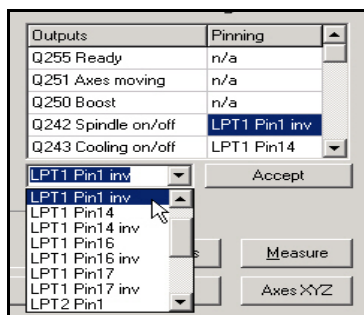 Outputs Pinning
Q255 Ready n/a
Q251 Axes moving n/a
Q250 Boost n/a
Q242 Spindle on/off LPT1 Pin1 inv
Q243 Cooling on/off LPT1 Pin14
LPT1 Pin1 inv Accept
LPT1 Pin1 inv
LPT1 Pin14
LPT1 Pin14 inv
LPT1 Pin16
LPT1 Pin16 inv s Measure
LPT1 Pin17
LPT1 Pin17 inv Axes XYZ
LPT2 Pin1